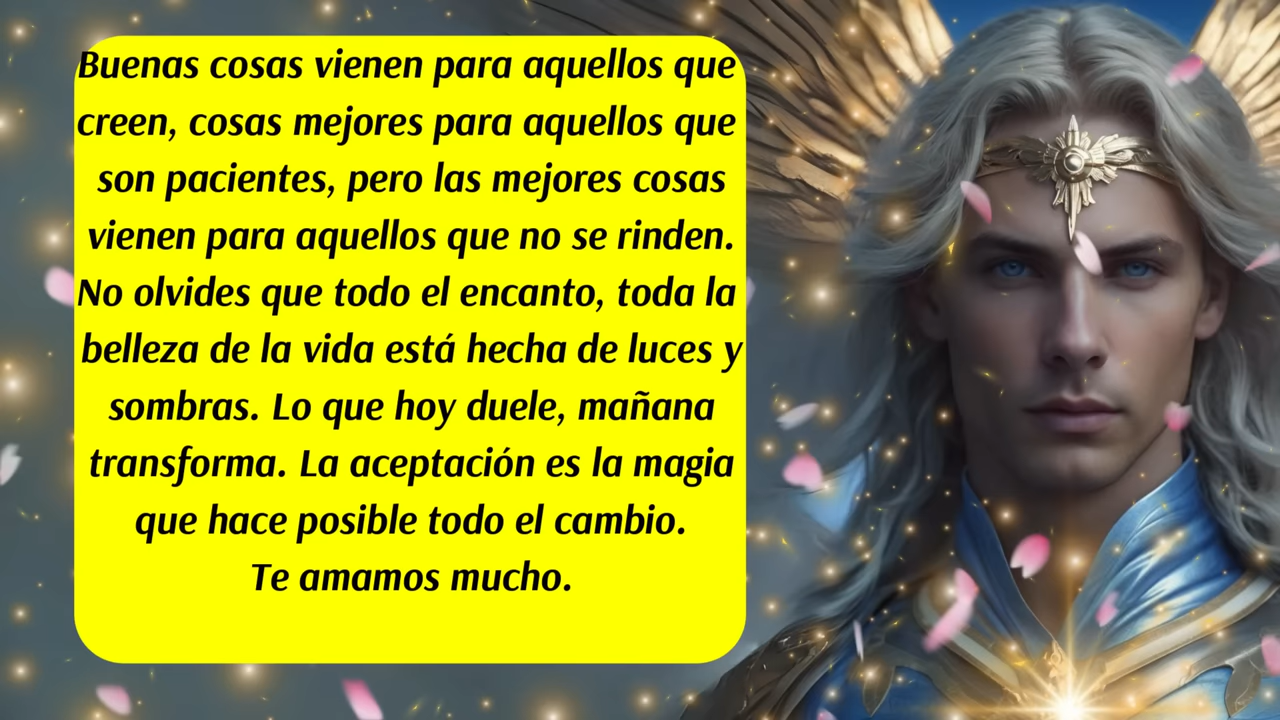 Buenas cosas vienen para aquellos que
creen, cosas mejores para aquellos que
son pacientes, pero las mejores cosas
vienen para aquellos que no se rinden.
No olvides que todo el encanto, toda la
belleza de la vida está hecha de luces y
sombras. Lo que hoy duele, mañana
transforma. La aceptación es la magia
que hace posible todo el cambio.
Te amamos mucho.